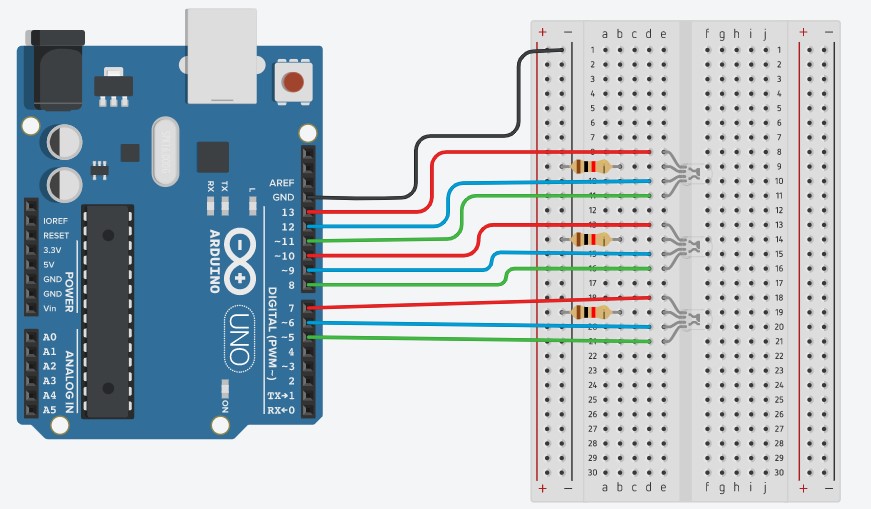 AREF
GND
13
12
~11
~10
~9
8
7
~6
~5
4
~3
2
TX→1
RX←0
DIGITAL (PWM~)
RX
TX
L
ARDUINO
UNO
ON
IOREF
RESET
3.3V
5V
GND
GND
Vin
POWER
A0
A1
A2
A3
A4
A5
ANALOG IN
+ − a b c d e f g h i j + −
1 1
2 2
3 3
4 4
5 5
6 6
7 7
8 8
9 9
10 10
11 11
12 12
13 13
14 14
15 15
16 16
17 17
18 18
19 19
20 20
21 21
22 22
23 23
24 24
25 25
26 26
27 27
28 28
29 29
30 30
+ − a b c d e f g h i j + −